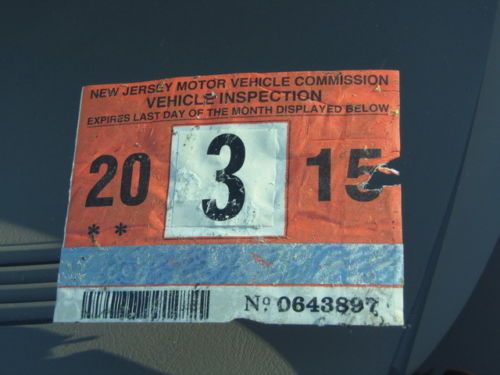 NEW JERSEY MOTOR VEHICLE COMMISSION
VEHICLE INSPECTION
EXPIRES LAST DAY OF THE MONTH DISPLAYED BELOW
20 3 15
**
Nº 0643897